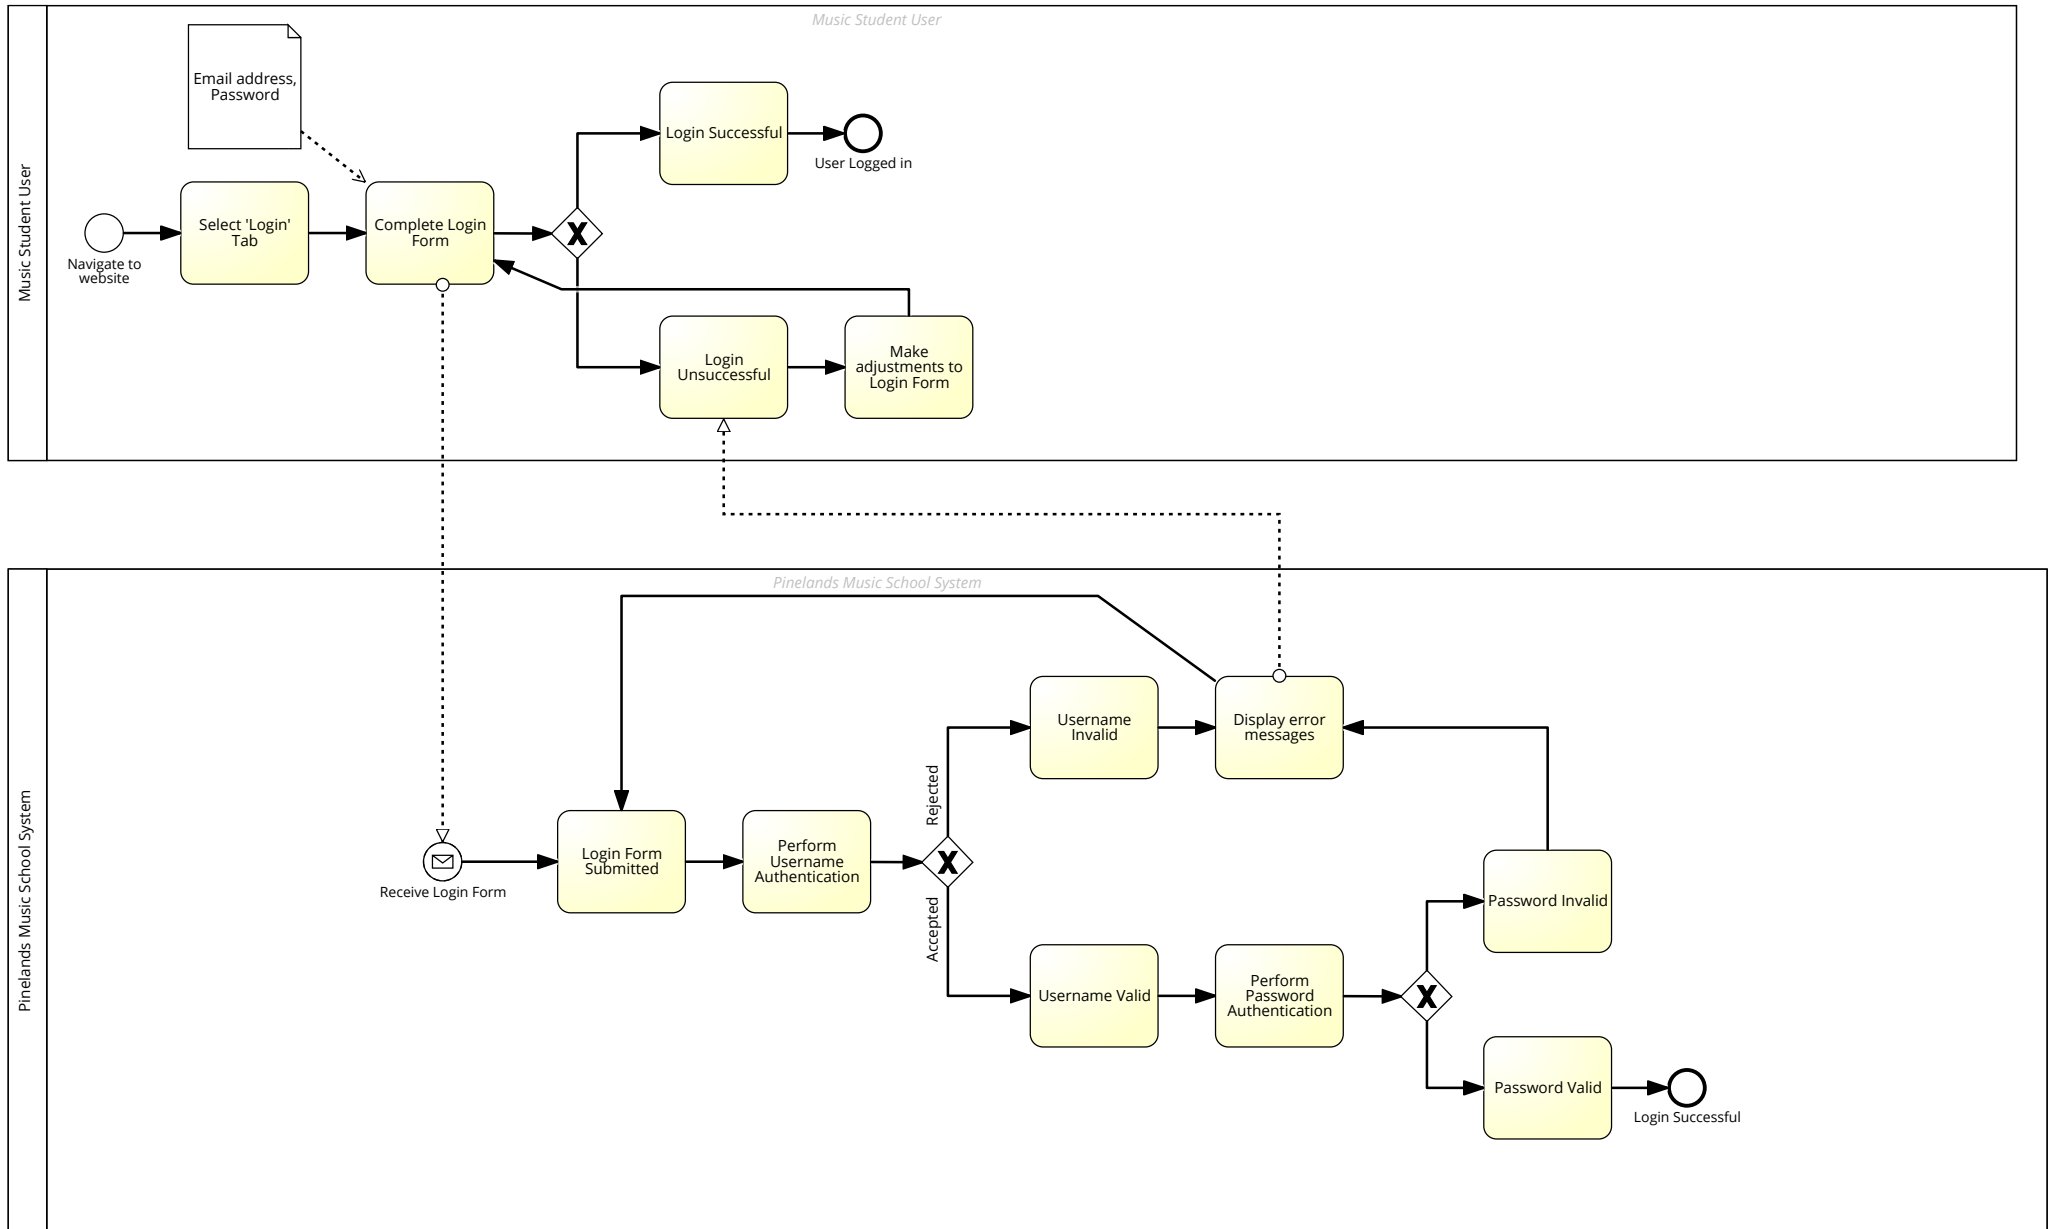 Music Student User
Music Student User
Email address,
Password
Login Successful
User Logged in
Select 'Login'
Tab
Complete Login
Form
Navigate to
website
Login
Unsuccessful
Make
adjustments to
Login Form
Pinelands Music School System
Pinelands Music School System
Username
Invalid
Display error
messages
Rejected
Login Form
Submitted
Perform
Username
Authentication
Receive Login Form
Accepted
Password Invalid
Username Valid
Perform
Password
Authentication
Password Valid
Login Successful